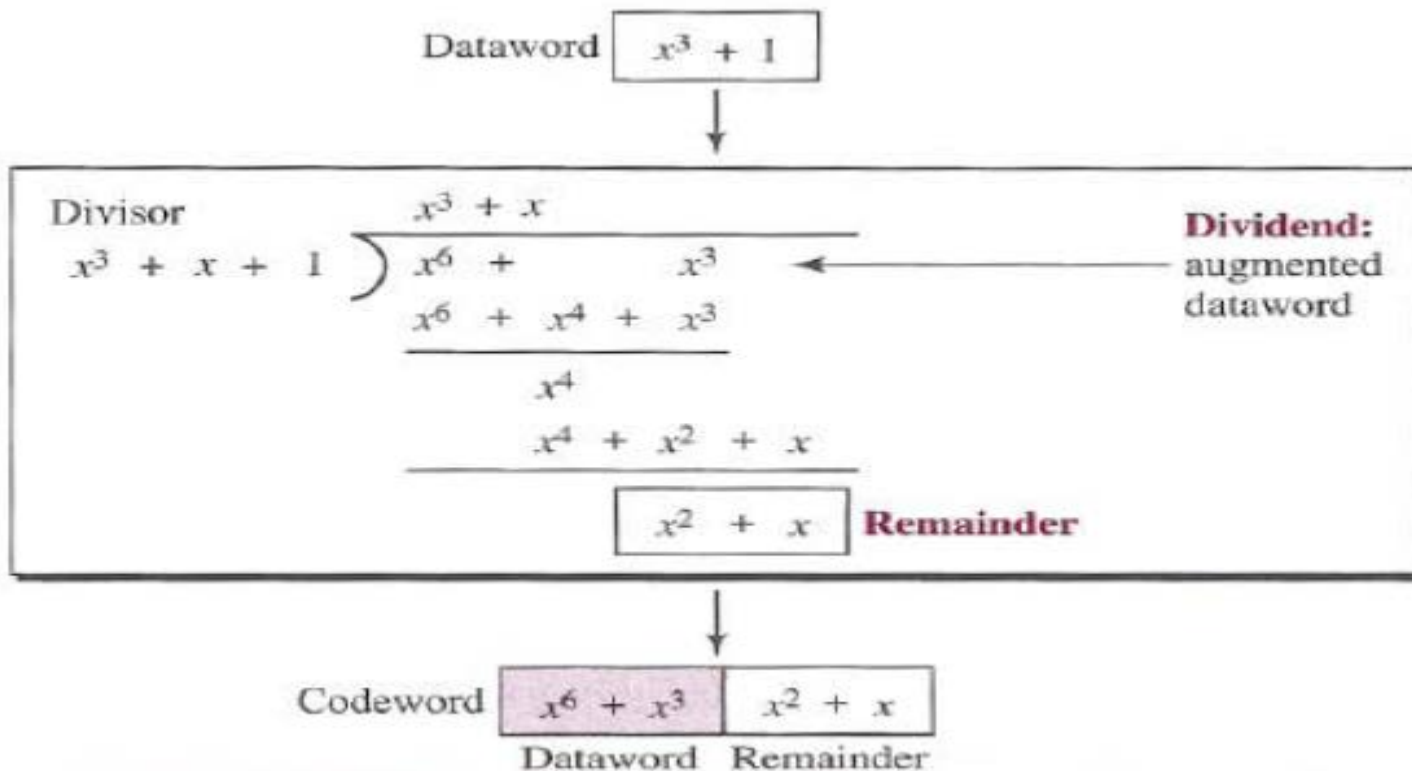 Dataword x³ + 1
Divisor
x³ + x
Dividend:
augmented
dataword
x³ + x + 1 ) x⁶ + x³
x⁶ + x⁴ + x³
x⁴
x⁴ + x² + x
x² + x Remainder
Codeword x⁶ + x³ x² + x
Dataword Remainder